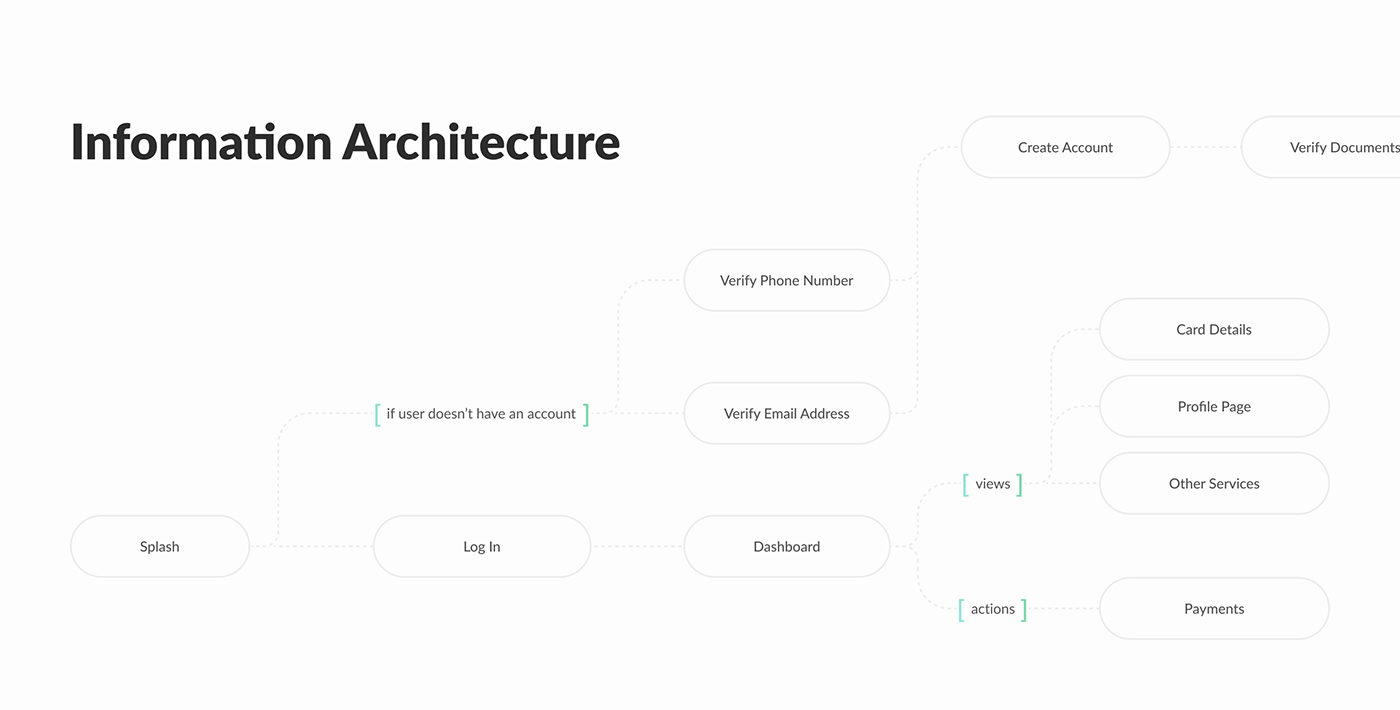 Information Architecture
Create Account
Verify Documents
Verify Phone Number
Card Details
Profile Page
[ if user doesn’t have an account ]
Verify Email Address
[ views ]
Other Services
Splash
Log In
Dashboard
[ actions ]
Payments